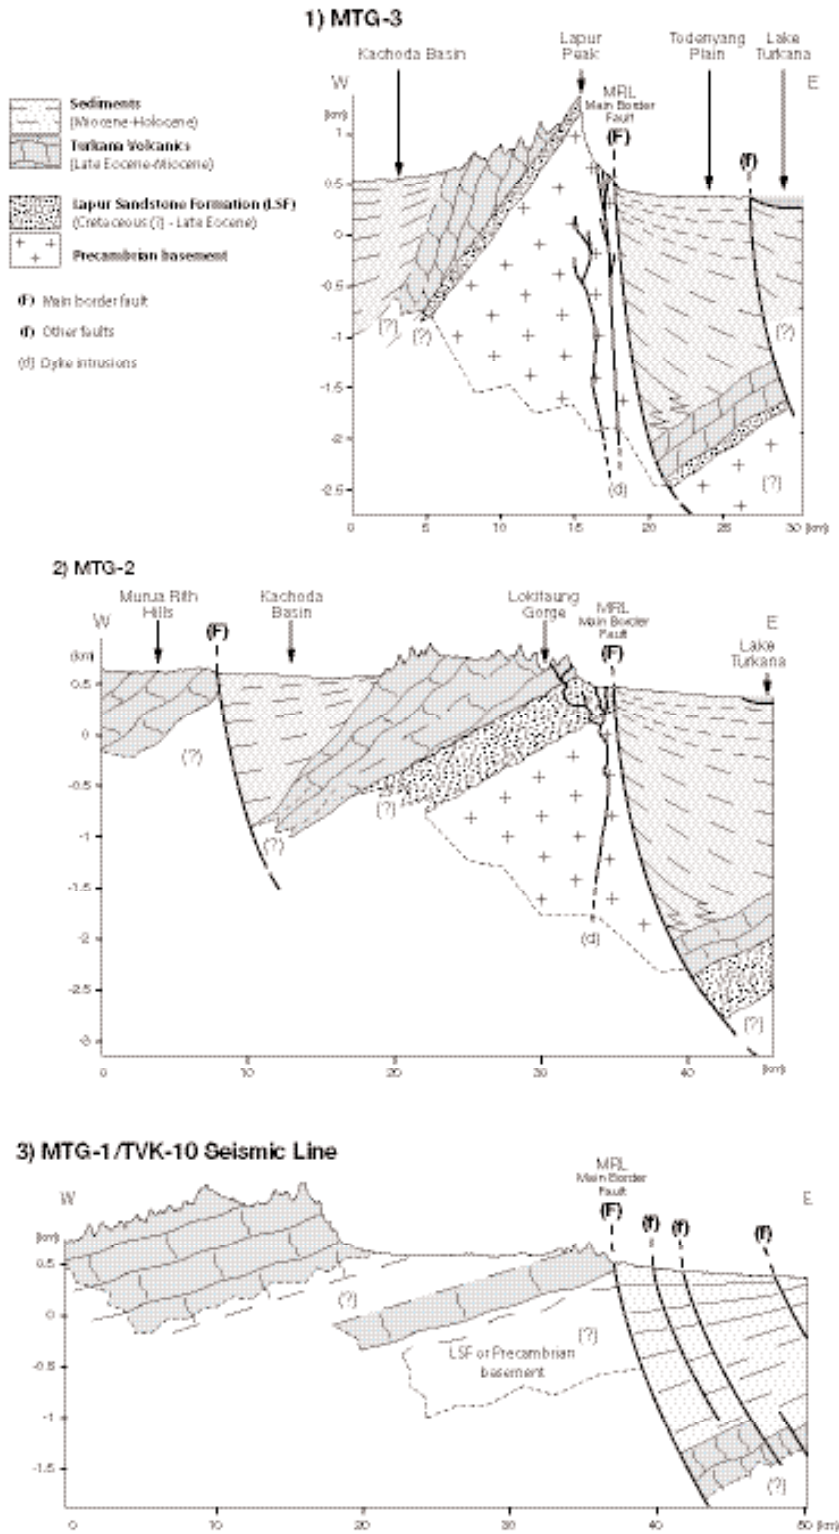 1) MTG-3
Kachoda Basin
Lapur
Peak
Todenyang
Plain
Lake
Turkana
W
E
MRL
Main Border
Fault
(F)
(f)
[km]
1
0.5
0
-0.5
-1
-1.5
-2
-2.5
(?)
(?)
(?)
(?)
(d)
0
5
10
15
20
25
30 [km]
Sediments
(Miocene-Holocene)
Turkana Volcanics
(Late Eocene-Miocene)
Lapur Sandstone Formation (LSF)
(Cretaceous (?) - Late Eocene)
Precambrian basement
(F) Main border fault
(f) Other faults
(d) Dyke intrusions
2) MTG-2
Murua Rith
Hills
Kachoda
Basin
Lokitaung
Gorge
MRL
Main Border
Fault
(F)
(F)
W
E
Lake
Turkana
[km]
0.5
0
-0.5
-1
-1.5
-2
-3
(?)
(?)
(?)
(?)
(d)
0
10
20
30
40
[km]
3) MTG-1/TVK-10 Seismic Line
MRL
Main Border
Fault
W
E
(F)
(f)
(f)
(f)
[km]
0.5
0
-0.5
-1
-1.5
(?)
(?)
(?)
LSF or Precambrian
basement
0
10
20
30
40
50 [km]